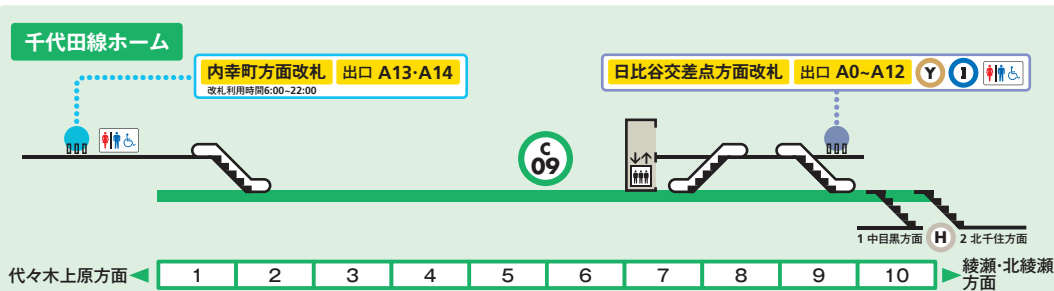 千代田線ホーム
内幸町方面改札 出口 A13･A14
改札利用時間6:00~22:00
日比谷交差点方面改札 出口 A0~A12 Y I
C
09
1 中目黒方面 H 2 北千住方面
代々木上原方面 1 2 3 4 5 6 7 8 9 10 綾瀬･北綾瀬
方面